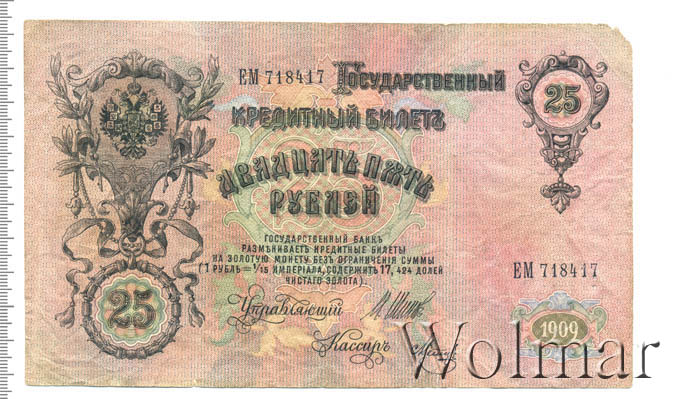 ЕМ 718417 Государственный
25
Кредитный Билетъ
Двадцать пять
рублей
Государственный банкъ
размѣниваетъ кредитные билеты
на золотую монету безъ ограниченія суммы
(1 рубль = 1/15 имперіала, содержитъ 17,424 долей
чистаго золота).
ЕМ 718417
25
Управляющій
1909
Кассиръ
Wolmar